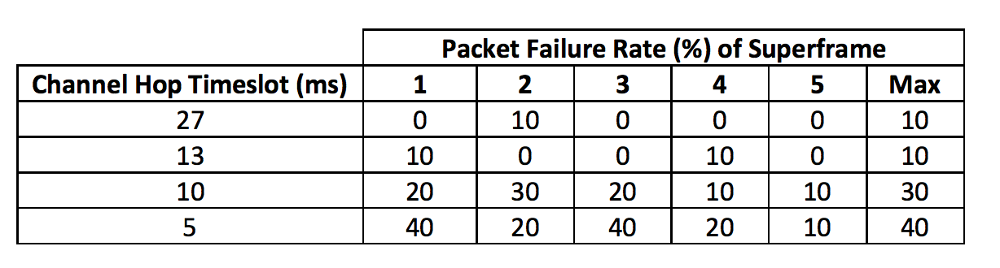 Packet Failure Rate (%) of Superframe
Channel Hop Timeslot (ms) 1 2 3 4 5 Max
27 0 10 0 0 0 10
13 10 0 0 10 0 10
10 20 30 20 10 10 30
5 40 20 40 20 10 40